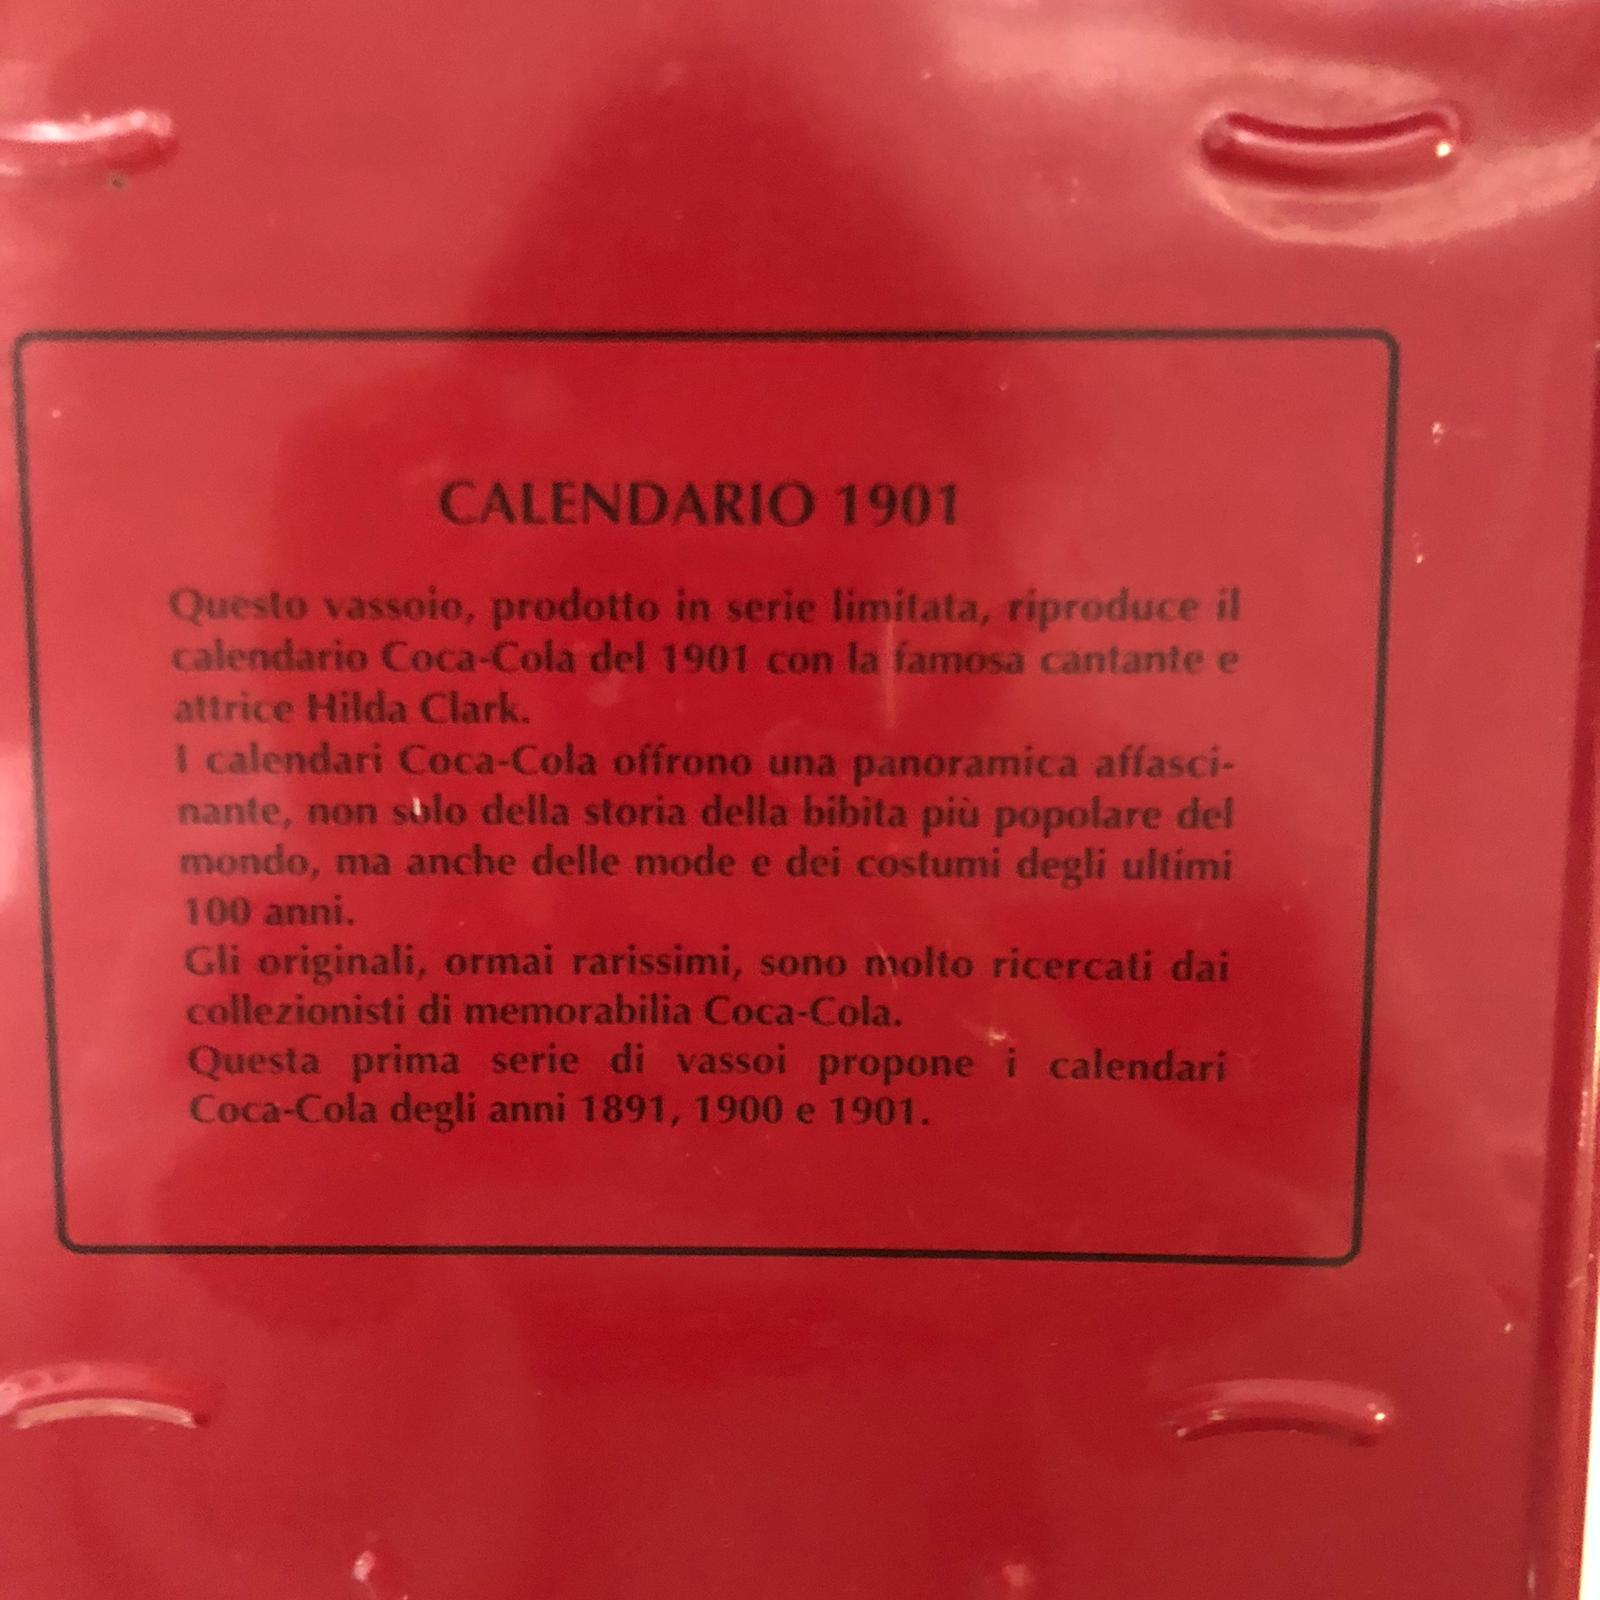 CALENDARIO 1901
Questo vassoio, prodotto in serie limitata, riproduce il
calendario Coca-Cola del 1901 con la famosa cantante e
attrice Hilda Clark.
I calendari Coca-Cola offrono una panoramica affasci-
nante, non solo della storia della bibita più popolare del
mondo, ma anche delle mode e dei costumi degli ultimi
100 anni.
Gli originali, ormai rarissimi, sono molto ricercati dai
collezionisti di memorabilia Coca-Cola.
Questa prima serie di vassoi propone i calendari
Coca-Cola degli anni 1891, 1900 e 1901.